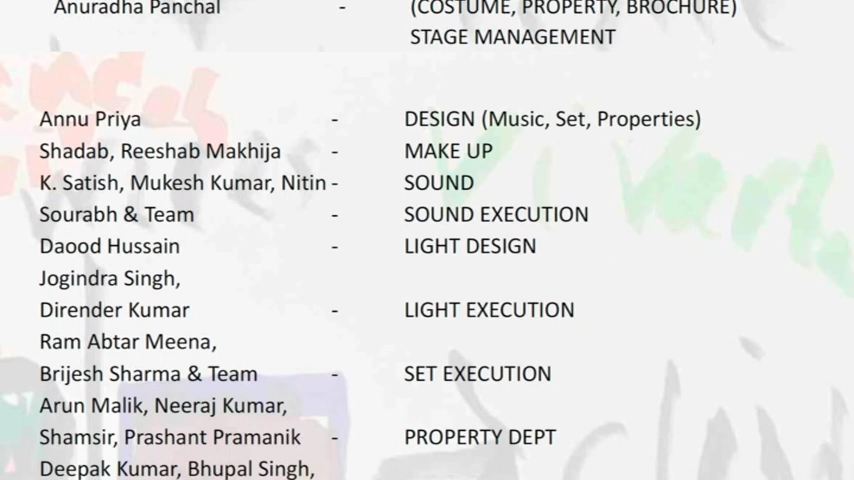 Anuradha Panchal - (COSTUME, PROPERTY, BROCHURE)
STAGE MANAGEMENT
Annu Priya - DESIGN (Music, Set, Properties)
Shadab, Reeshab Makhija - MAKE UP
K. Satish, Mukesh Kumar, Nitin - SOUND
Sourabh & Team - SOUND EXECUTION
Daood Hussain - LIGHT DESIGN
Jogindra Singh,
Dirender Kumar - LIGHT EXECUTION
Ram Abtar Meena,
Brijesh Sharma & Team - SET EXECUTION
Arun Malik, Neeraj Kumar,
Shamsir, Prashant Pramanik - PROPERTY DEPT
Deepak Kumar, Bhupal Singh,